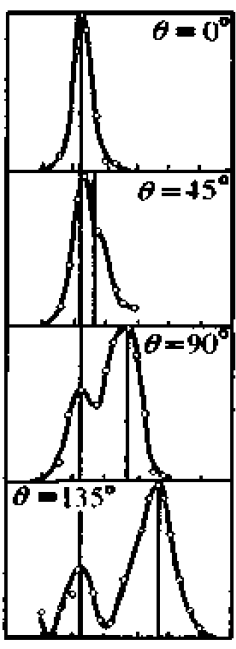 θ = 0°
θ = 45°
θ = 90°
θ = 135°